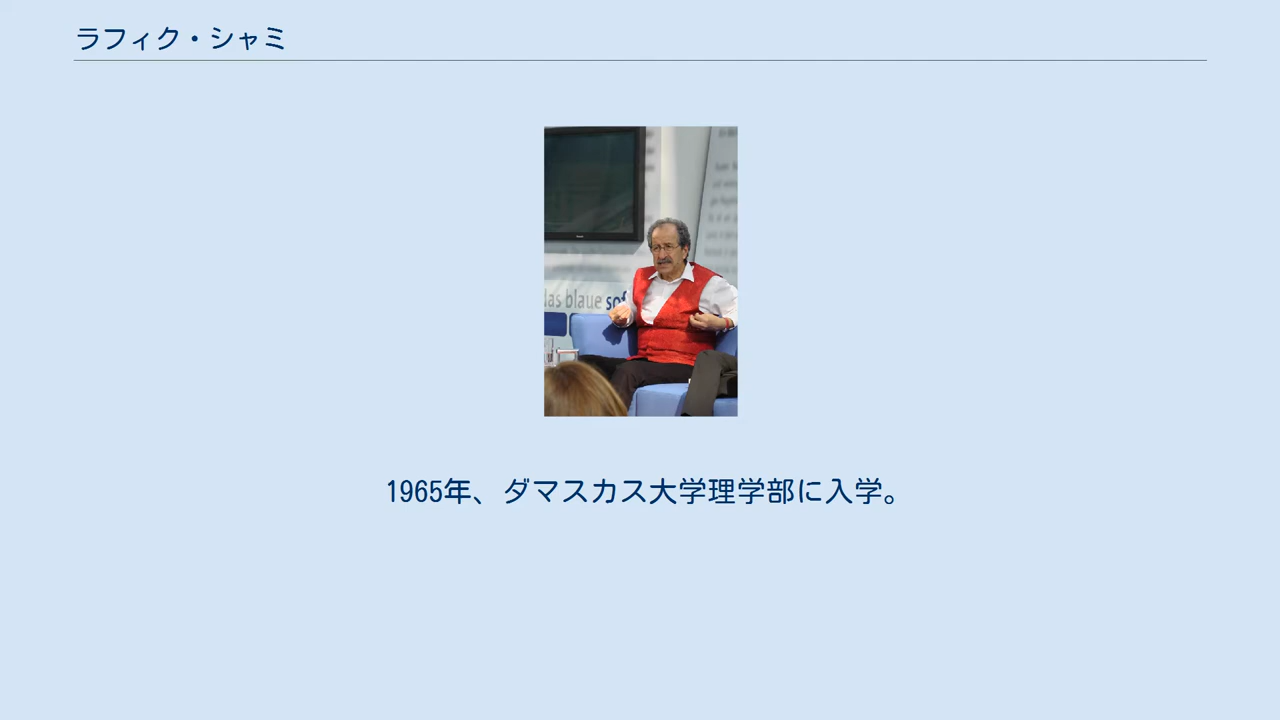 ラフィク・シャミ
das blaue sof
1965年、ダマスカス大学理学部に入学。